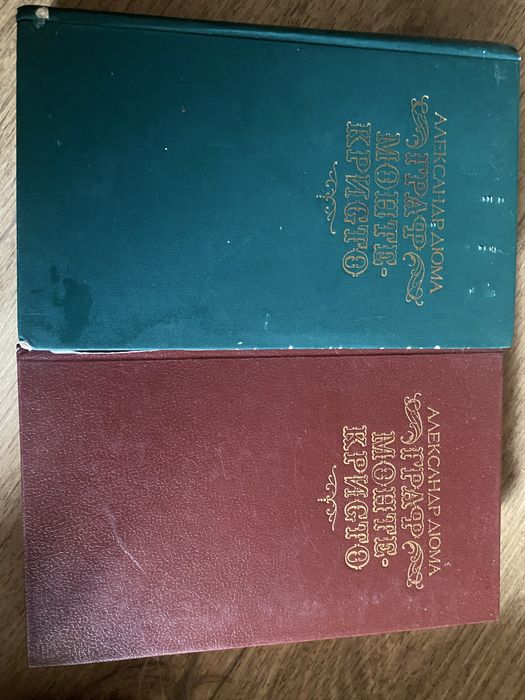 АЛЕКСАНДР ДЮМА
ГРАФ
МОНТЕ-
КРИСТО
АЛЕКСАНДР ДЮМА
ГРАФ
МОНТЕ-
КРИСТО